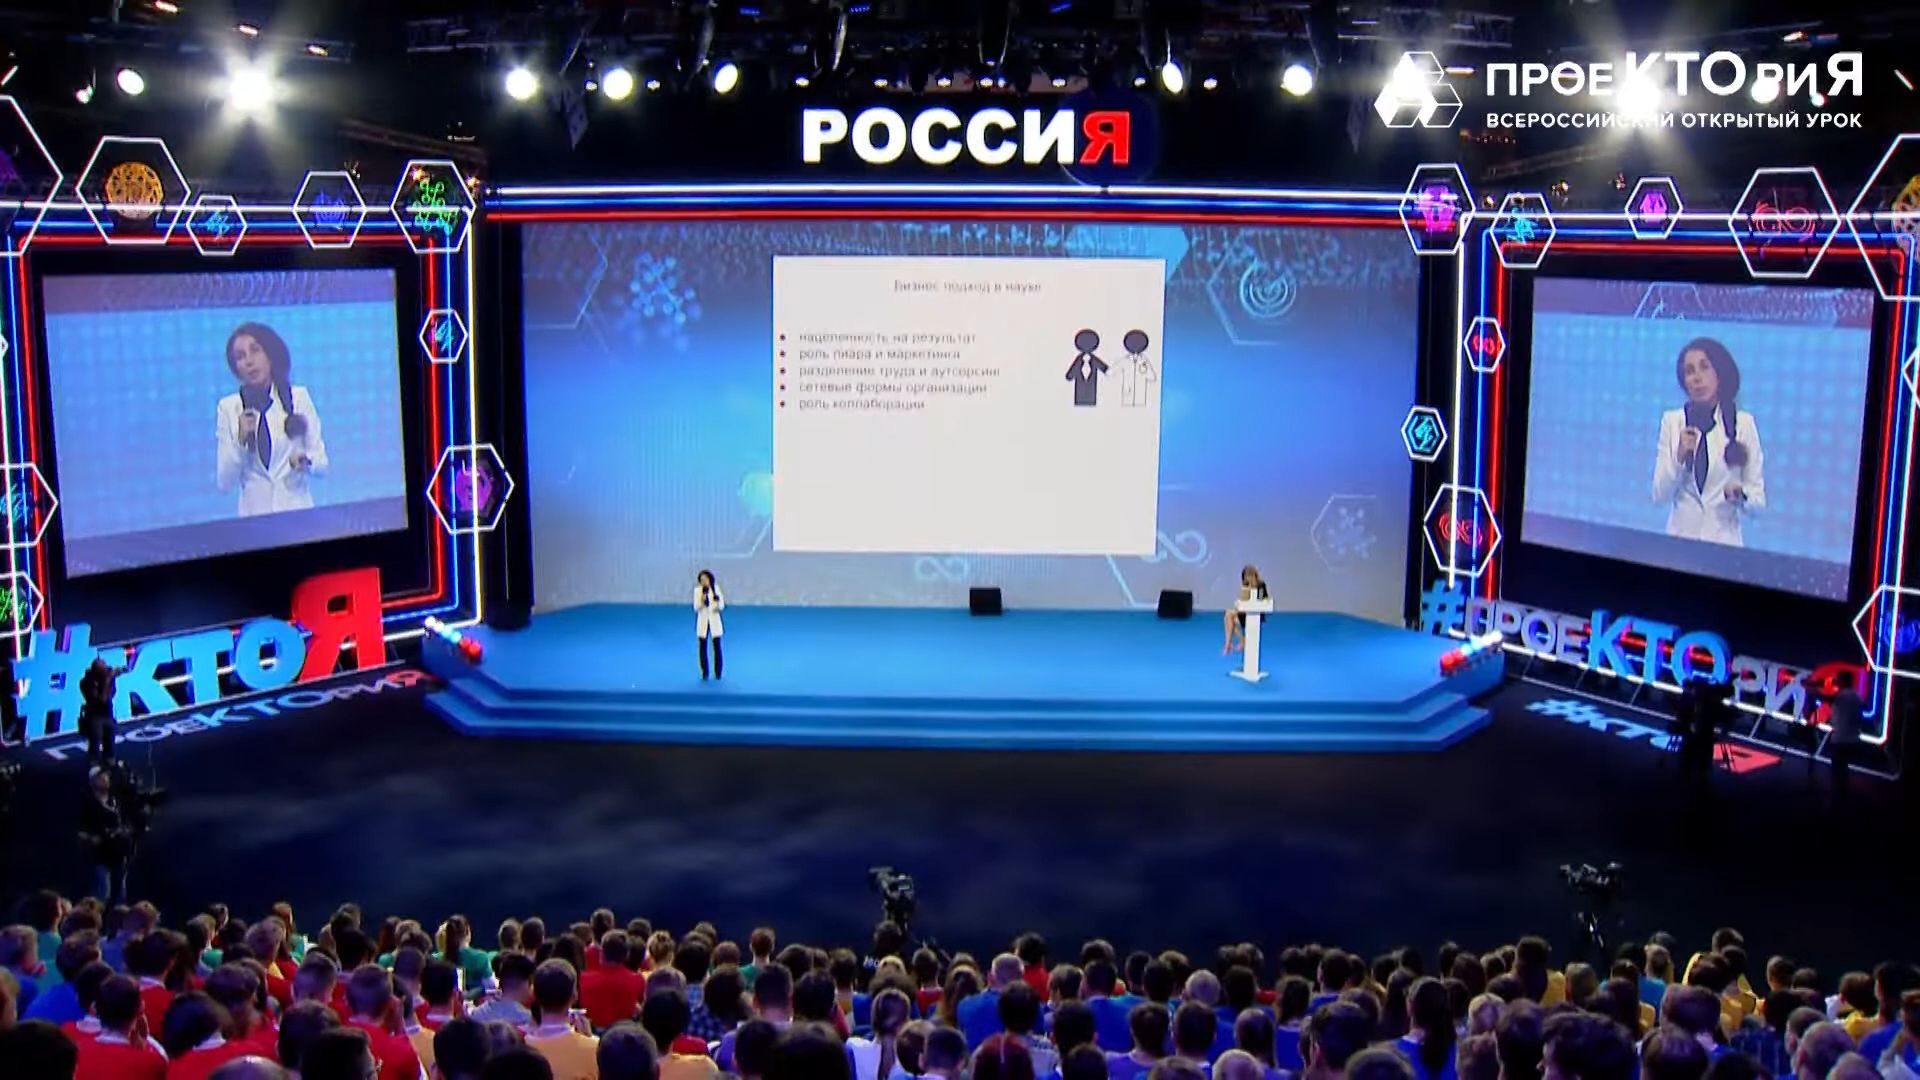 ПРОЕКТОРИЯ
ВСЕРОССИЙСКИЙ ОТКРЫТЫЙ УРОК
РОССИЯ
Бизнес подход в науке
нацеленность на результат
роль пиара и маркетинга
разделение труда и аутсорсинг
сетевые формы организации
роль коллаборации
#КТОЯ
ПРОЕКТОРИЯ
#ПРОЕКТОРИЯ
#КТОЯ